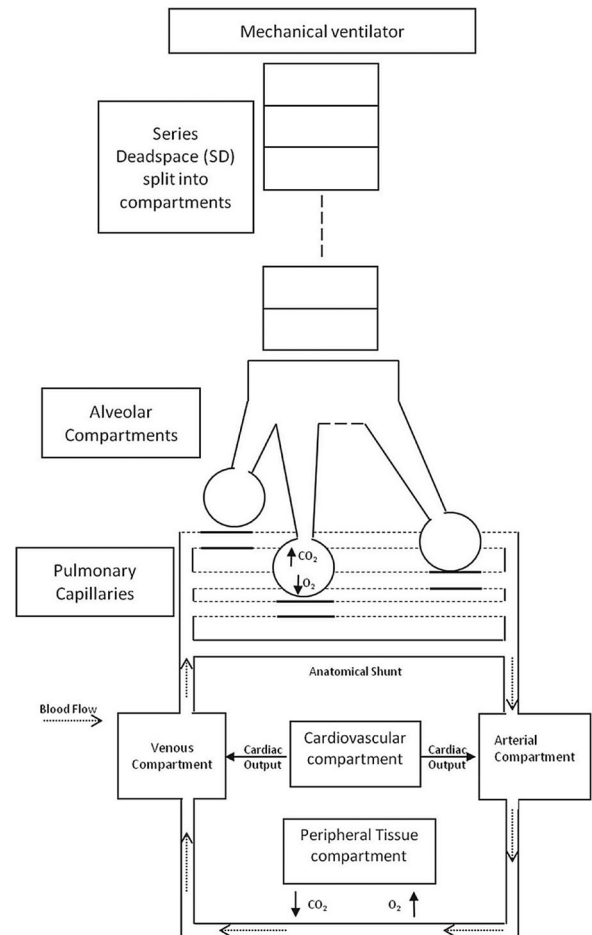 Mechanical ventilator
Series
Deadspace (SD)
split into
compartments
Alveolar
Compartments
CO₂
O₂
Pulmonary
Capillaries
Anatomical Shunt
Blood Flow
Venous
Compartment
Cardiac
Output
Cardiovascular
compartment
Cardiac
Output
Arterial
Compartment
Peripheral Tissue
compartment
CO₂
O₂